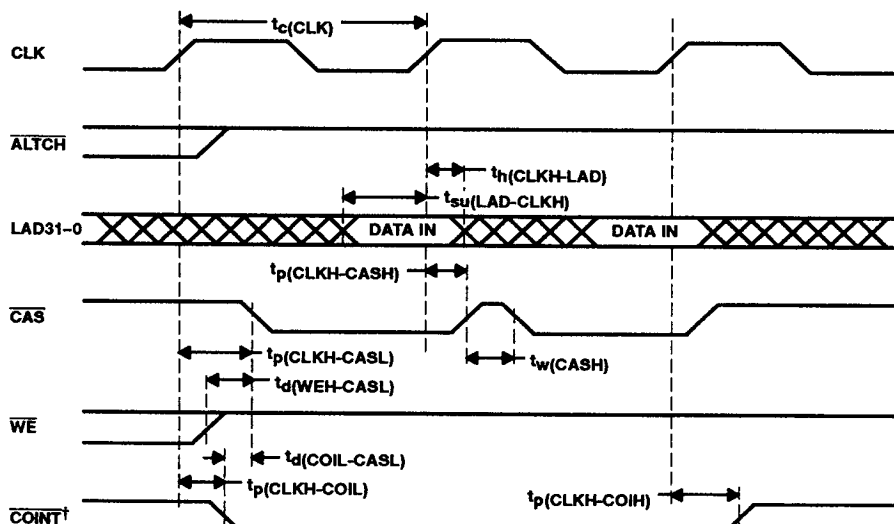 tc(CLK)
CLK
ALTCH
th(CLKH-LAD)
tsu(LAD-CLKH)
LAD31-0 DATA IN DATA IN
tp(CLKH-CASH)
CAS
tp(CLKH-CASL) tw(CASH)
td(WEH-CASL)
WE
td(COIL-CASL)
tp(CLKH-COIL) tp(CLKH-COIH)
COINT†